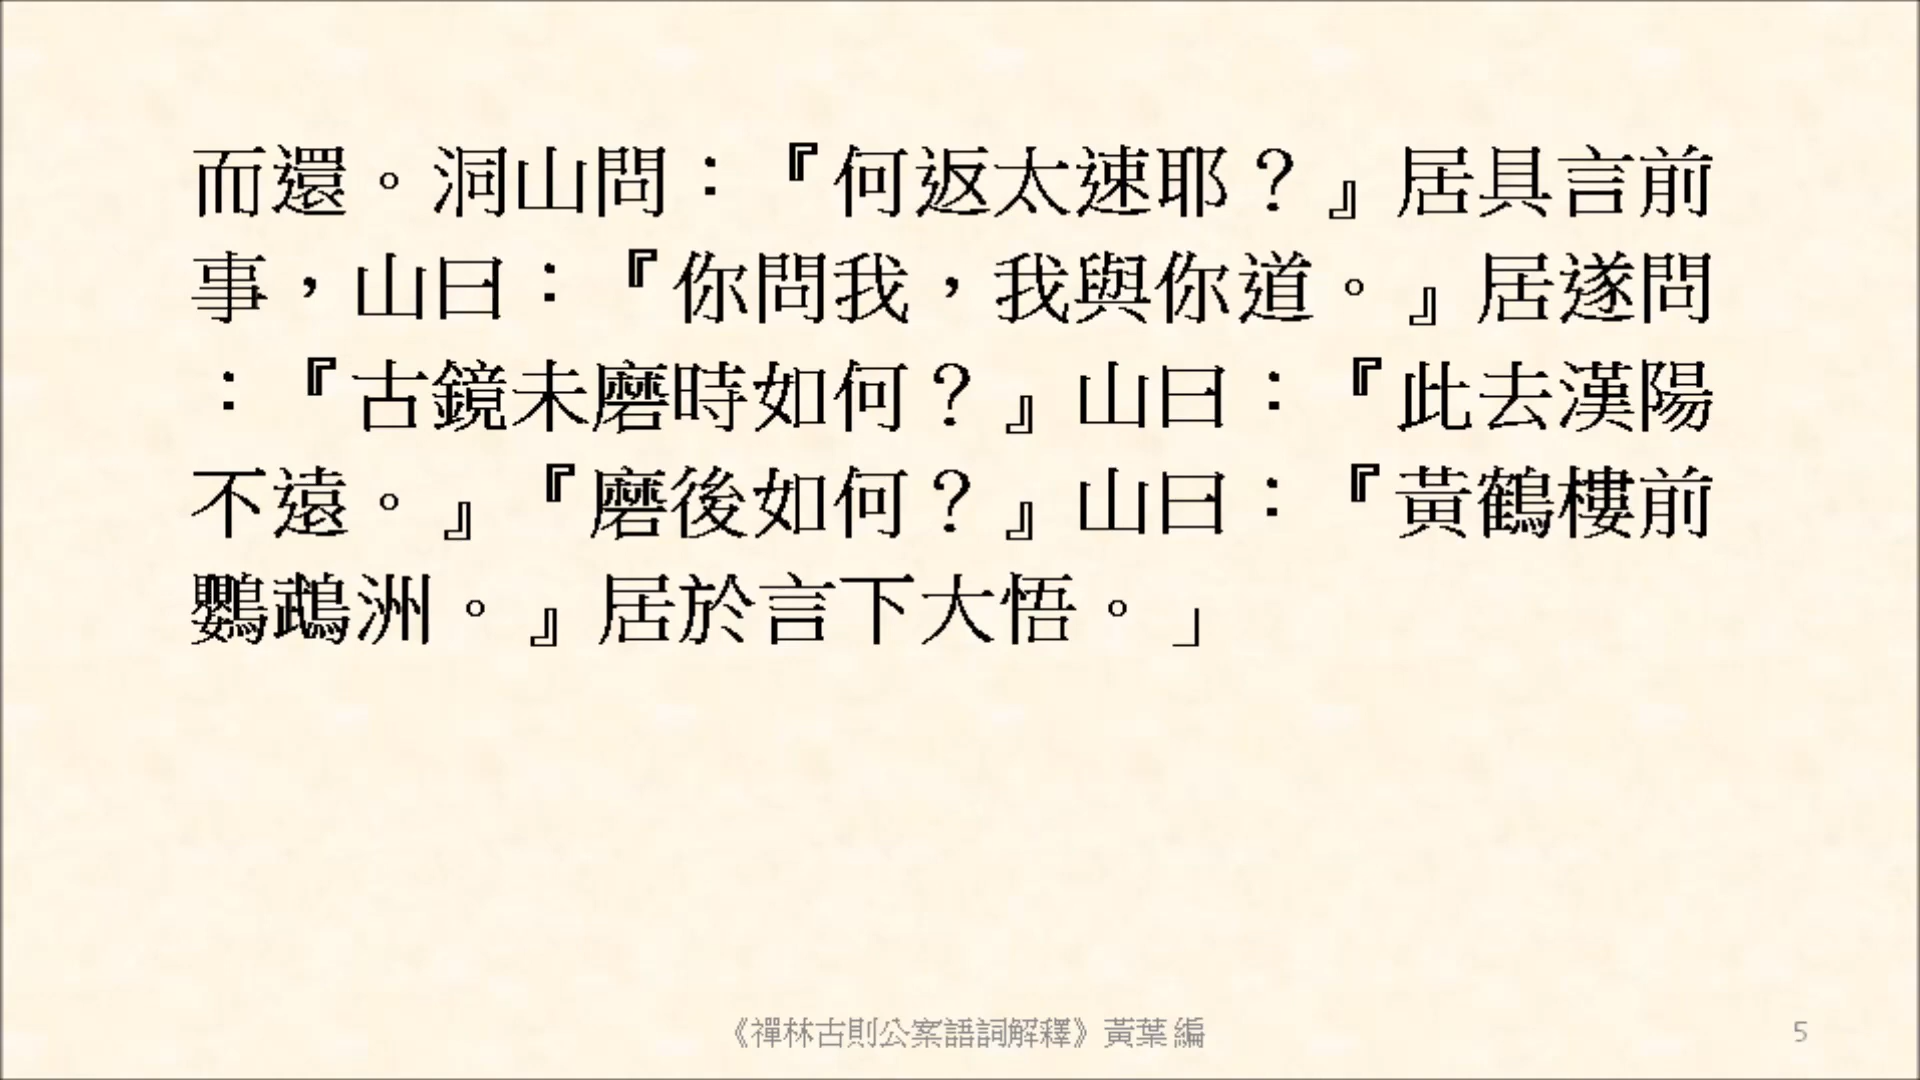 而還。洞山問：『何返太速耶？』居具言前
事，山曰：『你問我，我與你道。』居遂問
：『古鏡未磨時如何？』山曰：『此去漢陽
不遠。』『磨後如何？』山曰：『黃鶴樓前
鸚鵡洲。』居於言下大悟。」
《禪林古則公案語詞解釋》黃葉 編
5